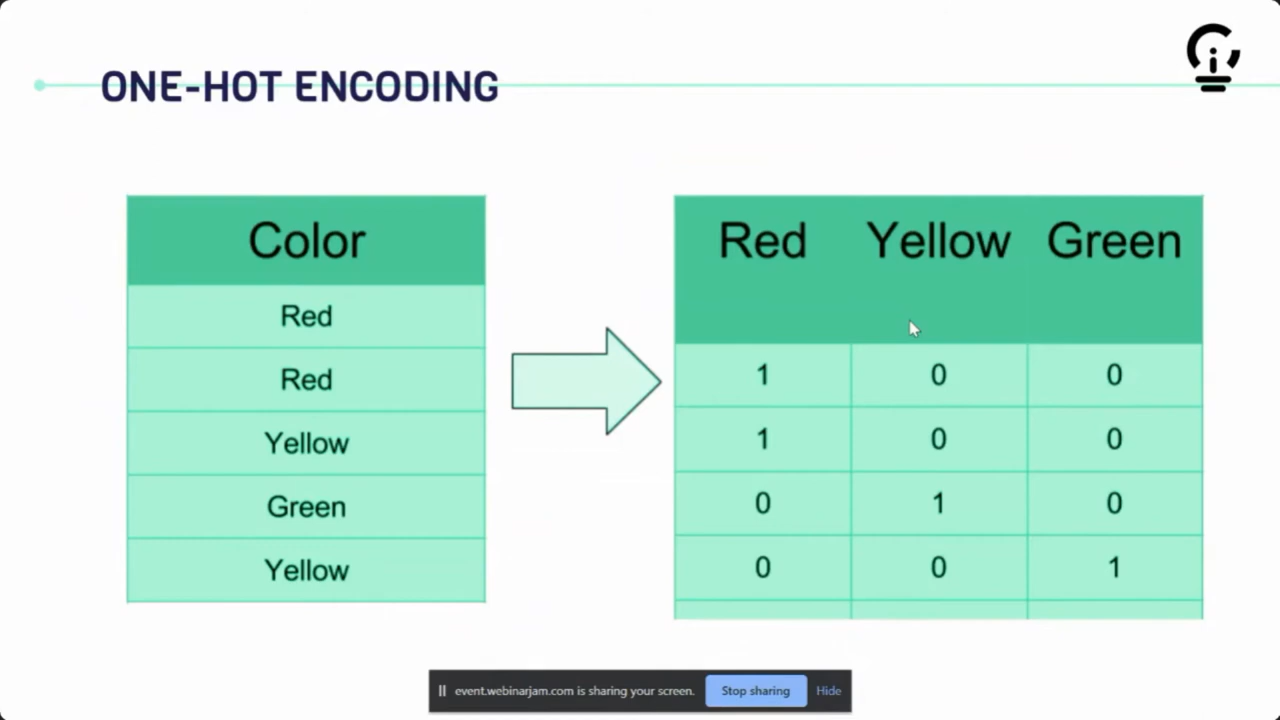 ONE-HOT ENCODING
Color
Red
Red
Yellow
Green
Yellow
Red Yellow Green
1 0 0
1 0 0
0 1 0
0 0 1
event.webinarjam.com is sharing your screen. Stop sharing Hide